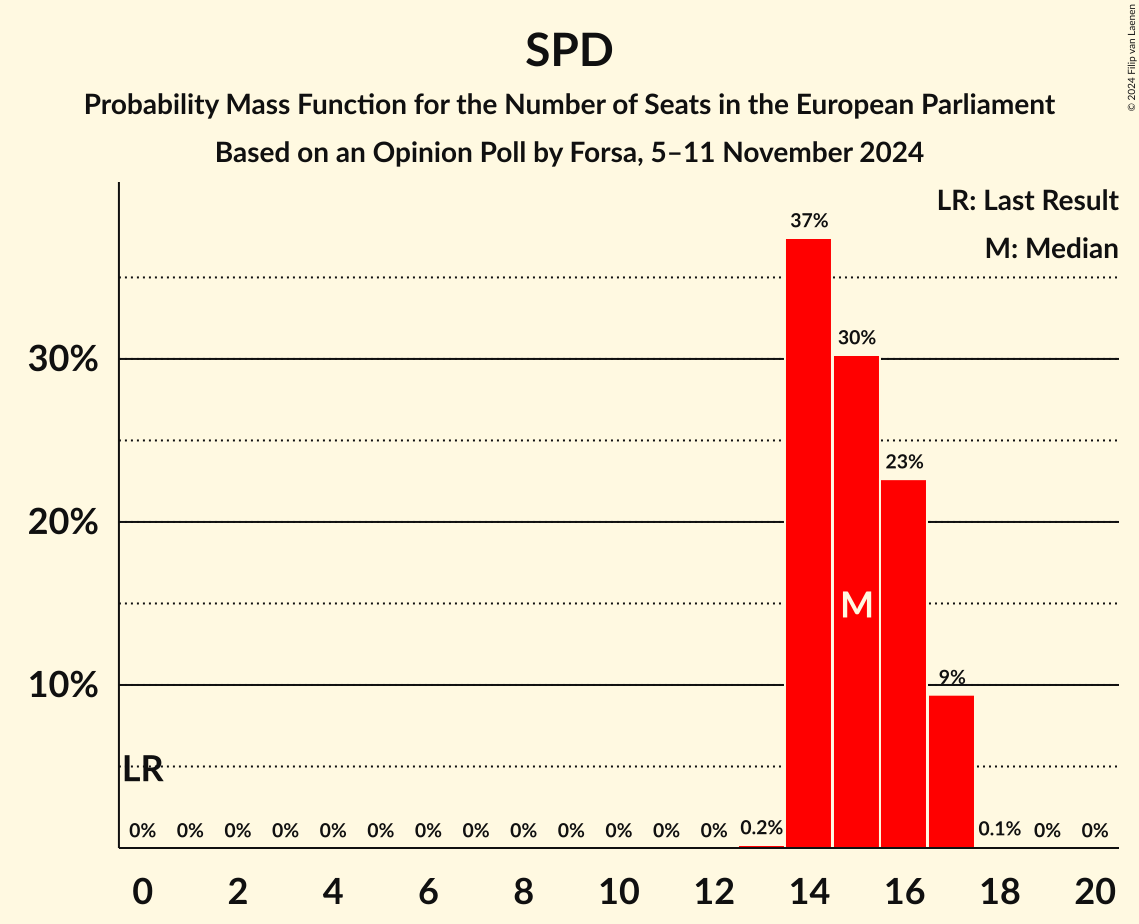 SPD
Probability Mass Function for the Number of Seats in the European Parliament
Based on an Opinion Poll by Forsa, 5–11 November 2024
© 2024 Filip van Laenen
LR: Last Result
M: Median
37%
30%
30%
23%
20%
M
10%
9%
LR
0% 0% 0% 0% 0% 0% 0% 0% 0% 0% 0% 0% 0% 0.2% 0.1% 0% 0%
0 2 4 6 8 10 12 14 16 18 20